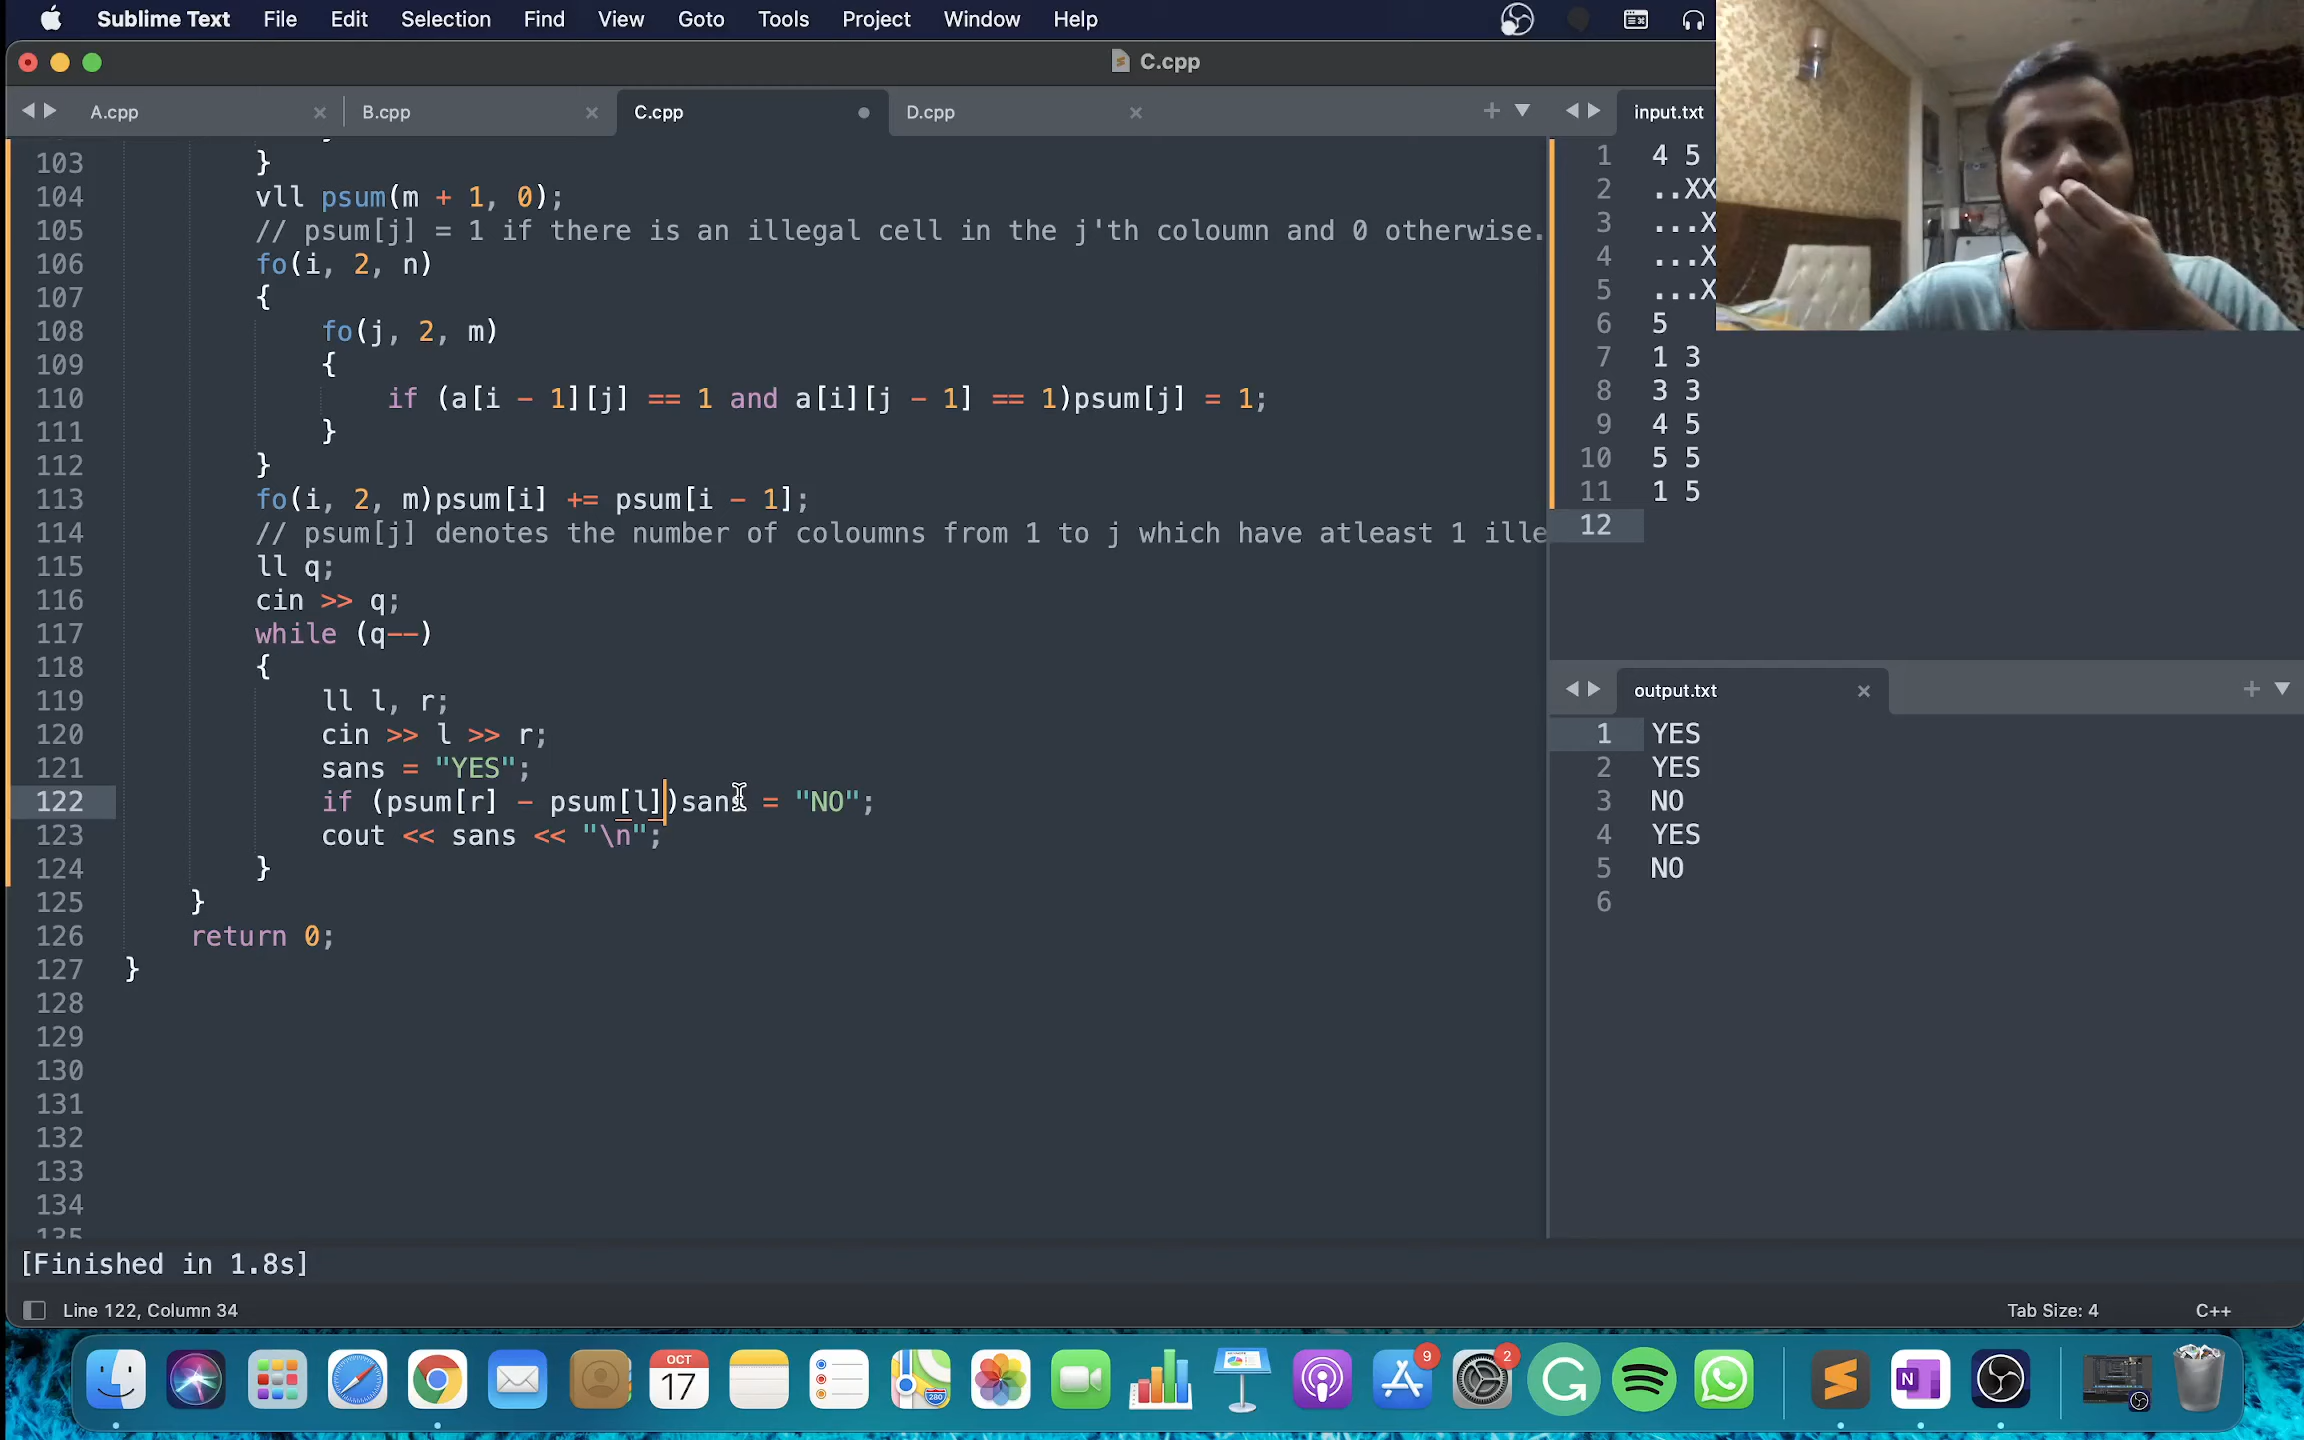 Sublime Text File Edit Selection Find View Goto Tools Project Window Help
C.cpp
A.cpp B.cpp C.cpp D.cpp
103 }
104 vll psum(m + 1, 0);
105 // psum[j] = 1 if there is an illegal cell in the j'th coloumn and 0 otherwise.
106 fo(i, 2, n)
107 {
108 fo(j, 2, m)
109 {
110 if (a[i - 1][j] == 1 and a[i][j - 1] == 1)psum[j] = 1;
111 }
112 }
113 fo(i, 2, m)psum[i] += psum[i - 1];
114 // psum[j] denotes the number of coloumns from 1 to j which have atleast 1 ille
115 ll q;
116 cin >> q;
117 while (q--)
118 {
119 ll l, r;
120 cin >> l >> r;
121 sans = "YES";
122 if (psum[r] - psum[l])sans = "NO";
123 cout << sans << "\n";
124 }
125 }
126 return 0;
127 }
128
129
130
131
132
133
134
135
input.txt
1 4 5
2 ..XX
3 ...X
4 ...X
5 ...X
6 5
7 1 3
8 3 3
9 4 5
10 5 5
11 1 5
12
output.txt
1 YES
2 YES
3 NO
4 YES
5 NO
6
[Finished in 1.8s]
Line 122, Column 34 Tab Size: 4 C++
OCT
17
280
9
2
N